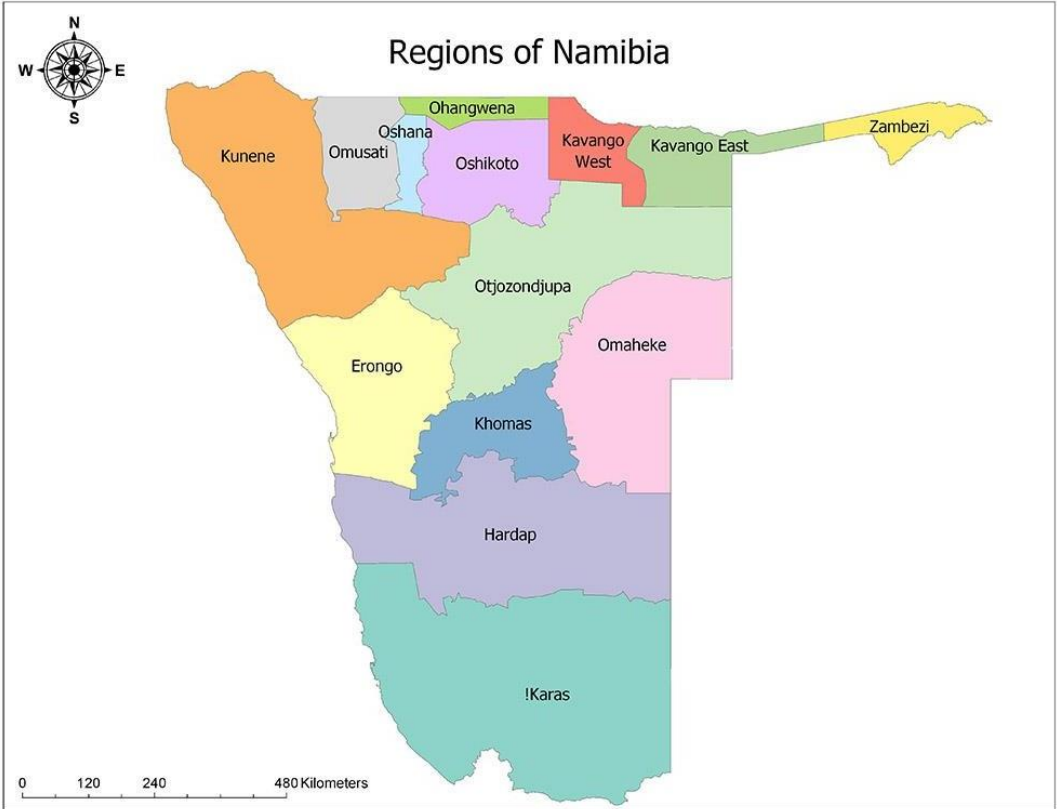 Regions of Namibia
N
W
E
S
Ohangwena
Oshana
Kunene
Omusati
Oshikoto
Kavango
West
Kavango East
Zambezi
Otjozondjupa
Omaheke
Erongo
Khomas
Hardap
!Karas
0 120 240 480 Kilometers